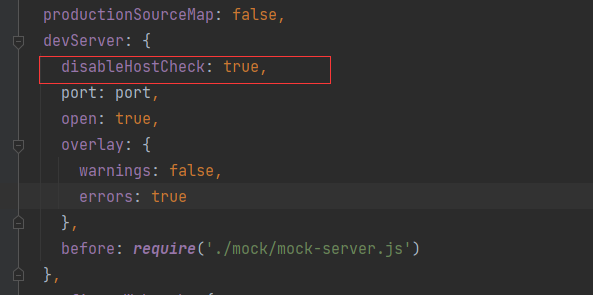 productionSourceMap: false,
devServer: {
disableHostCheck: true,
port: port,
open: true,
overlay: {
warnings: false,
errors: true
},
before: require('./mock/mock-server.js')
},